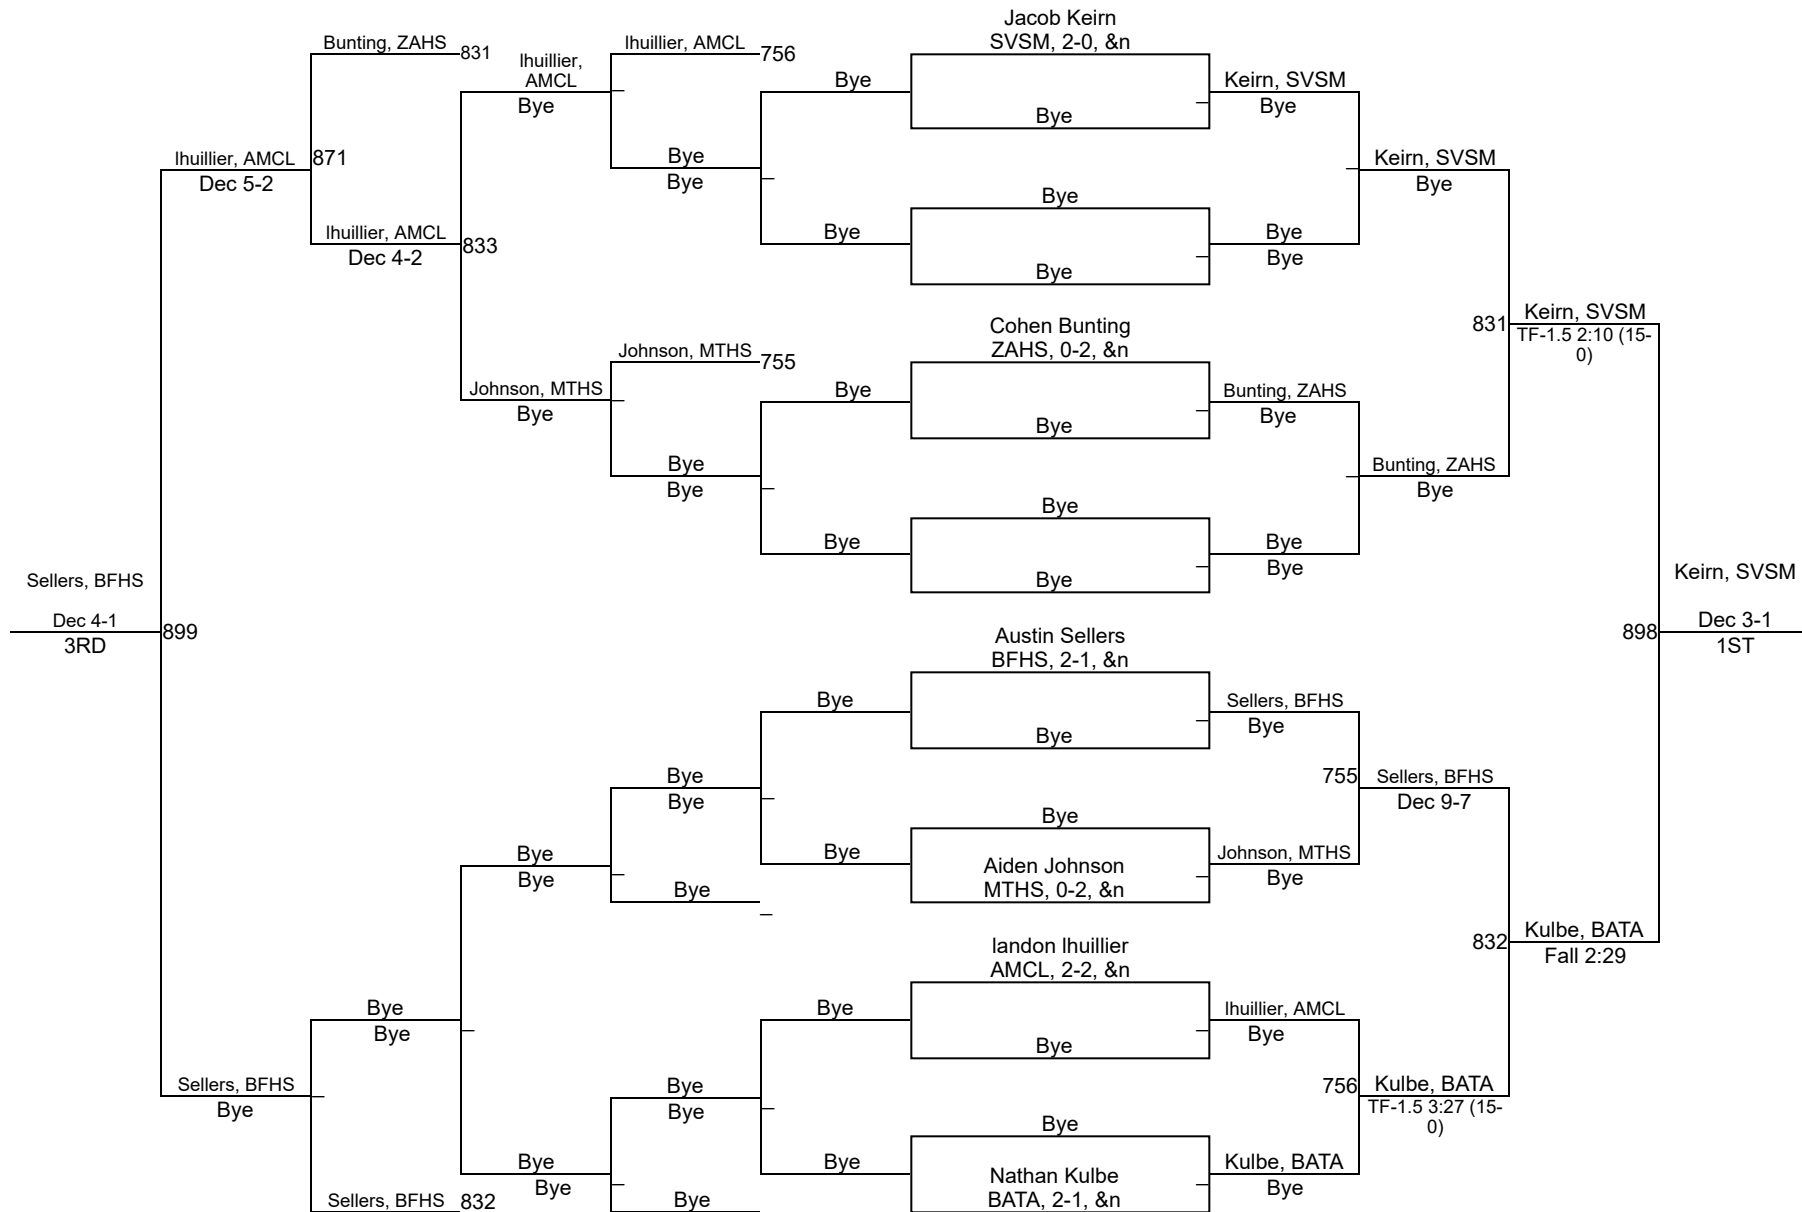 Jacob Keirn
SVSM, 2-0, &n
Bunting, ZAHS
831
lhuillier, AMCL
756
lhuillier,
AMCL
Bye
Bye
Keirn, SVSM
Bye
Bye
Bye
Bye
Keirn, SVSM
Bye
lhuillier, AMCL
871
Dec 5-2
Bye
lhuillier, AMCL
833
Dec 4-2
Bye
Bye
Bye
Bye
Cohen Bunting
ZAHS, 0-2, &n
831
Keirn, SVSM
TF-1.5 2:10 (15-
0)
Johnson, MTHS
755
Johnson, MTHS
Bye
Bye
Bunting, ZAHS
Bye
Bye
Bye
Bye
Bunting, ZAHS
Bye
Bye
Bye
Bye
Bye
Bye
Sellers, BFHS
Dec 4-1
3RD
899
Keirn, SVSM
898
Dec 3-1
1ST
Austin Sellers
BFHS, 2-1, &n
Bye
Sellers, BFHS
Bye
Bye
Bye
Bye
755
Sellers, BFHS
Dec 9-7
Bye
Bye
Bye
Bye
Aiden Johnson
MTHS, 0-2, &n
Johnson, MTHS
Bye
Bye
832
Kulbe, BATA
Fall 2:29
landon lhuillier
AMCL, 2-2, &n
Bye
Bye
Bye
lhuillier, AMCL
Bye
Bye
Sellers, BFHS
Bye
Bye
Bye
756
Kulbe, BATA
TF-1.5 3:27 (15-
0)
Bye
Bye
Bye
Bye
Nathan Kulbe
BATA, 2-1, &n
Kulbe, BATA
Bye
Sellers, BFHS
832
Bye